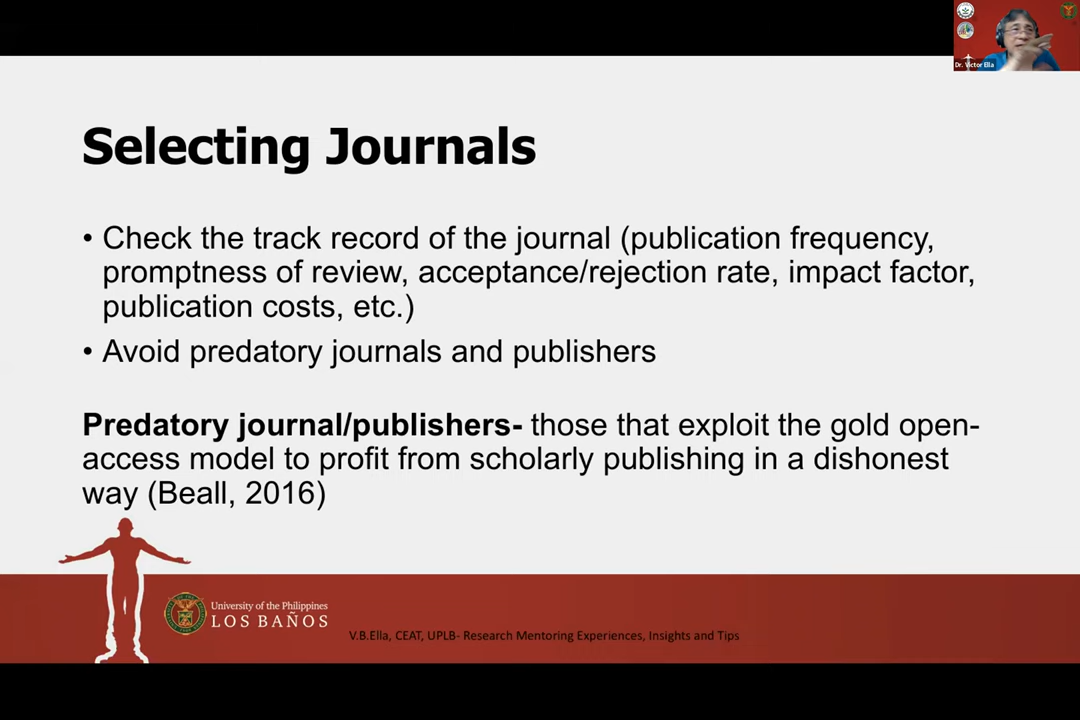 Dr. Victor Ella
Selecting Journals
• Check the track record of the journal (publication frequency,
promptness of review, acceptance/rejection rate, impact factor,
publication costs, etc.)
• Avoid predatory journals and publishers
Predatory journal/publishers- those that exploit the gold open-
access model to profit from scholarly publishing in a dishonest
way (Beall, 2016)
University of the Philippines
LOS BAÑOS
V.B.Ella, CEAT, UPLB- Research Mentoring Experiences, Insights and Tips